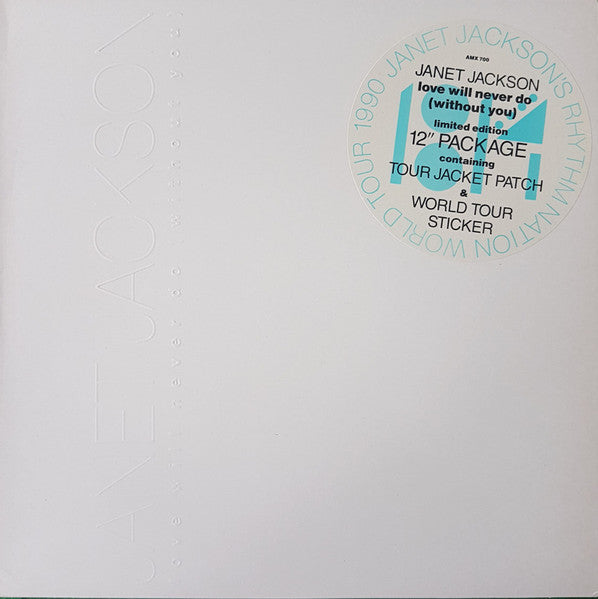 JANET JACKSON
love will never do (without you)
1990 JANET JACKSON'S RHYTHM NATION WORLD TOUR
AMX 700
JANET JACKSON
love will never do
(without you)
limited edition
12" PACKAGE
containing
TOUR JACKET PATCH
&
WORLD TOUR
STICKER